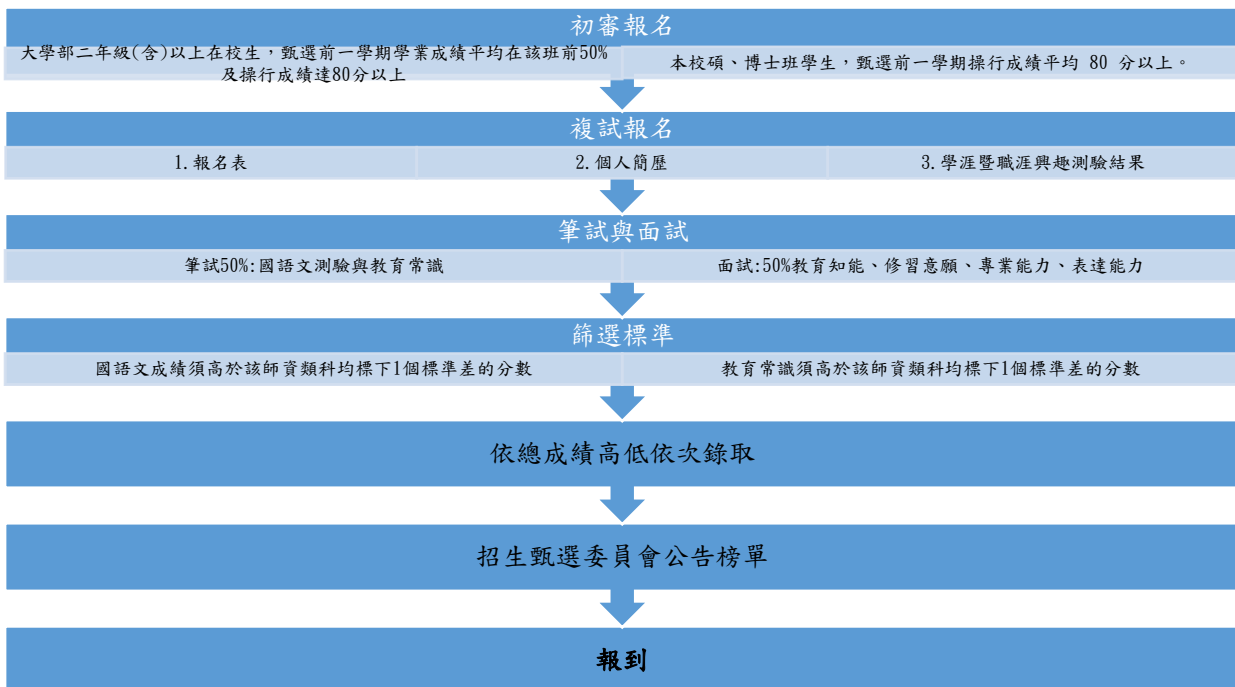 初審報名
大學部二年級(含)以上在校生，甄選前一學期學業成績平均在該班前50%
及操行成績達80分以上
本校碩、博士班學生，甄選前一學期操行成績平均 80 分以上。
複試報名
1.報名表
2.個人簡歷
3.學涯暨職涯興趣測驗結果
筆試與面試
筆試50%:國語文測驗與教育常識
面試:50%教育知能、修習意願、專業能力、表達能力
篩選標準
國語文成績須高於該師資類科均標下1個標準差的分數
教育常識須高於該師資類科均標下1個標準差的分數
依總成績高低依次錄取
招生甄選委員會公告榜單
報到